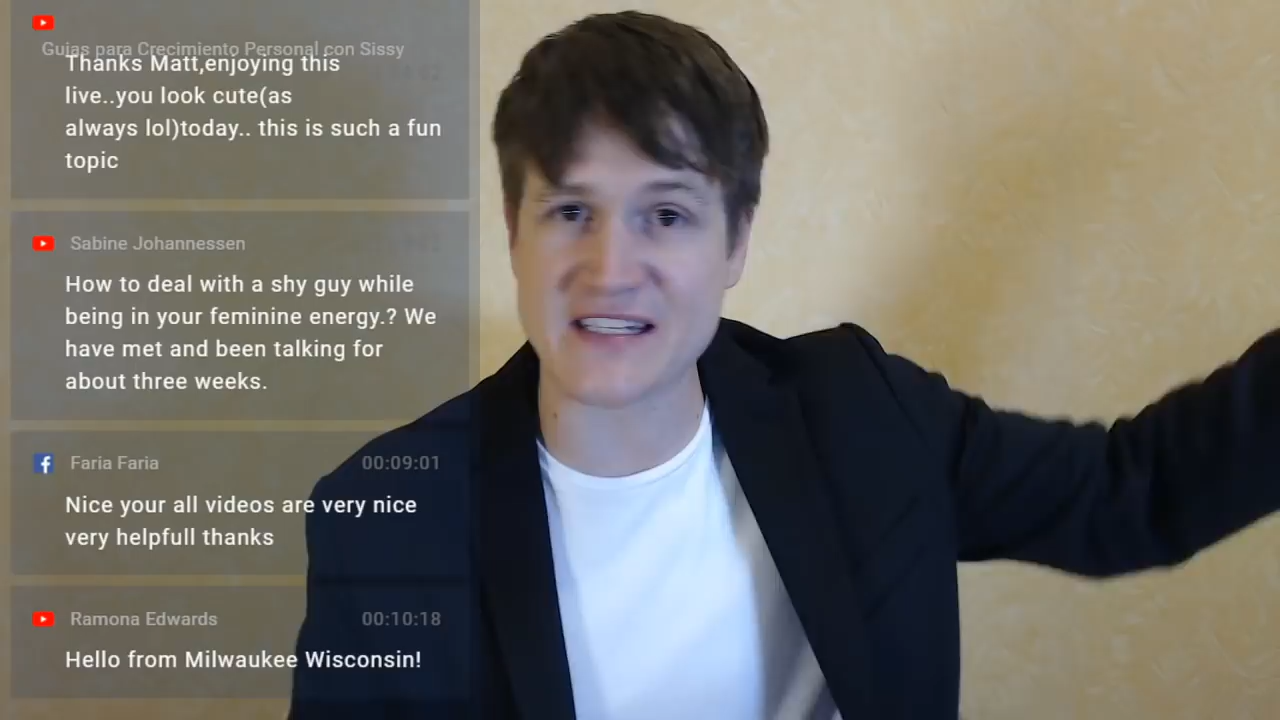 Guias para Crecimiento Personal con Sissy
Thanks Matt,enjoying this
live..you look cute(as
always lol)today.. this is such a fun
topic
Sabine Johannessen
How to deal with a shy guy while
being in your feminine energy.? We
have met and been talking for
about three weeks.
Faria Faria 00:09:01
Nice your all videos are very nice
very helpfull thanks
Ramona Edwards 00:10:18
Hello from Milwaukee Wisconsin!